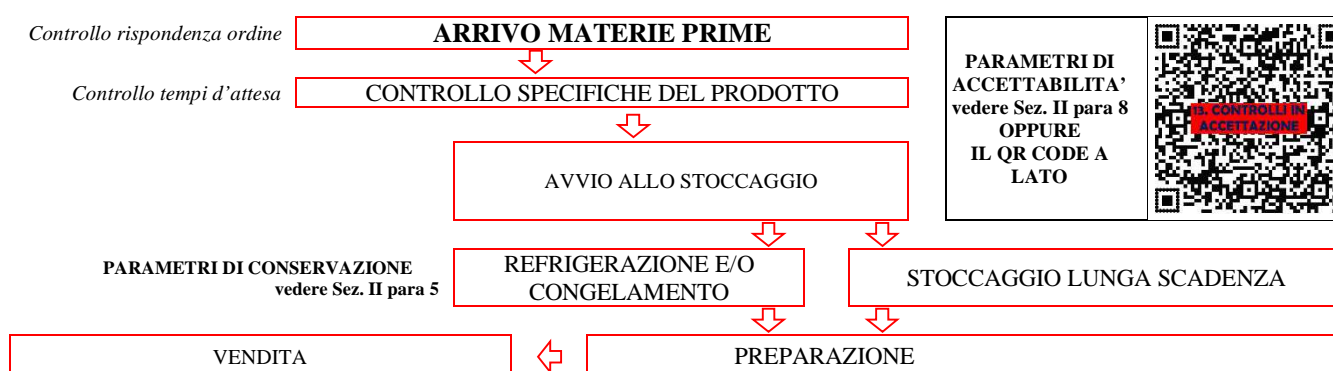 Controllo rispondenza ordine
ARRIVO MATERIE PRIME
Controllo tempi d'attesa
CONTROLLO SPECIFICHE DEL PRODOTTO
PARAMETRI DI
ACCETTABILITA'
vedere Sez. II para 8
OPPURE
IL QR CODE A
LATO
13. CONTROLLI IN
ACCETTAZIONE
AVVIO ALLO STOCCAGGIO
PARAMETRI DI CONSERVAZIONE
vedere Sez. II para 5
REFRIGERAZIONE E/O
CONGELAMENTO
STOCCAGGIO LUNGA SCADENZA
VENDITA
PREPARAZIONE